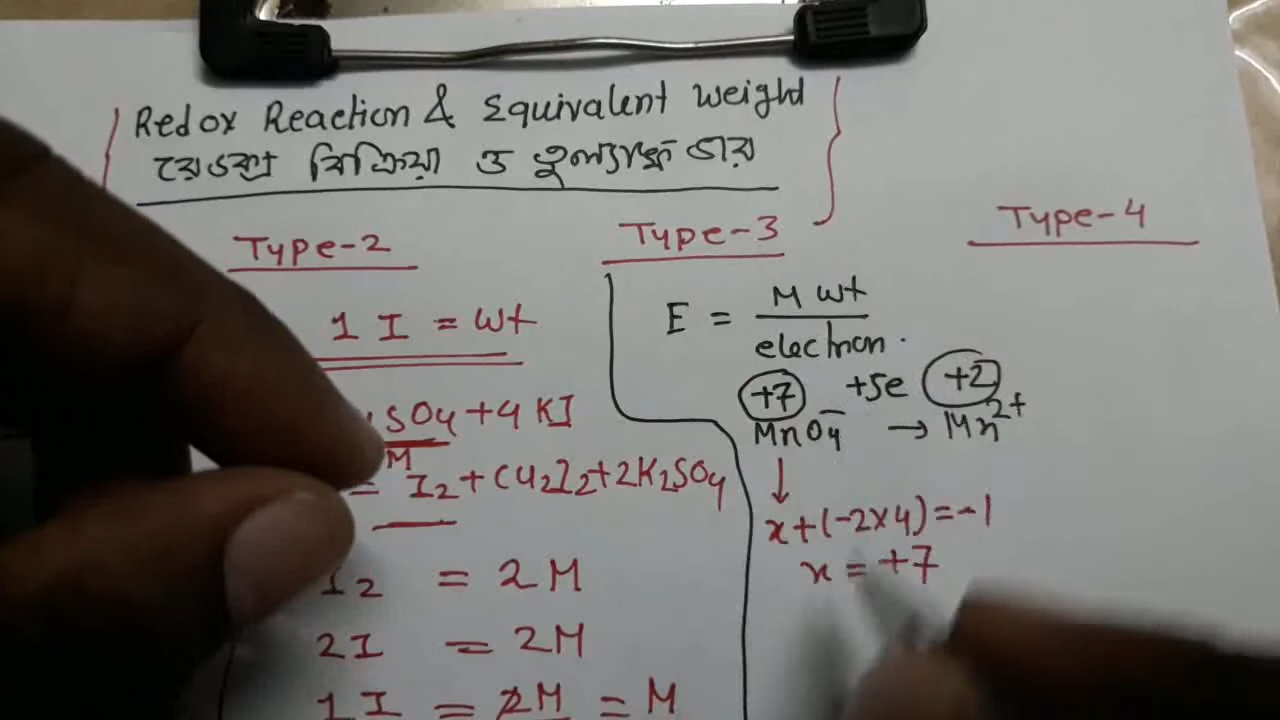 Redox Reaction & Equivalent Weight
রেডক্স বিক্রিয়া ও তুল্যাঙ্ক ভার
Type-2
1 I = Wt
SO4 + 4 KI
M
= I2 + Cu2I2 + 2K2SO4
I2 = 2M
2I = 2M
1 I = 2M = M
Type-3
E = M Wt
electron.
+7 +5e +2
MnO4⁻ → Mn2+
↓
x+(-2×4)=-1
x = +7
Type-4